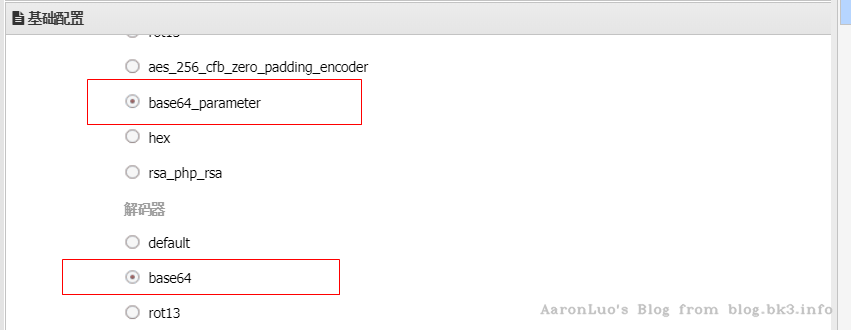 基础配置
rot13
aes_256_cfb_zero_padding_encoder
base64_parameter
hex
rsa_php_rsa
解码器
default
base64
rot13
AaronLuo's Blog from blog.bk3.info